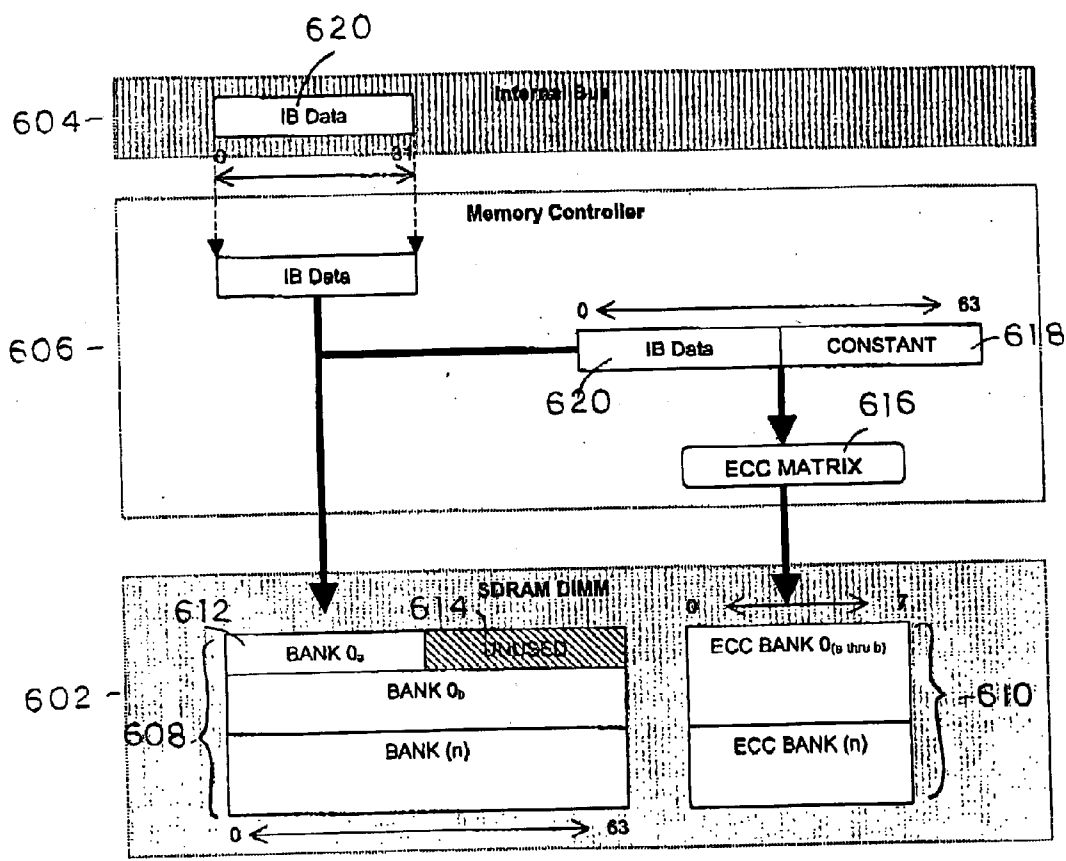 620
Internal Bus
604
IB Data
0 31
Memory Controller
IB Data
0 63
606
IB Data CONSTANT 618
620 616
ECC MATRIX
SDRAM DIMM
612 614 0 7
BANK 0a UNUSED ECC BANK 0(a thru b)
602 BANK 0b 610
608
BANK (n) ECC BANK (n)
0 63